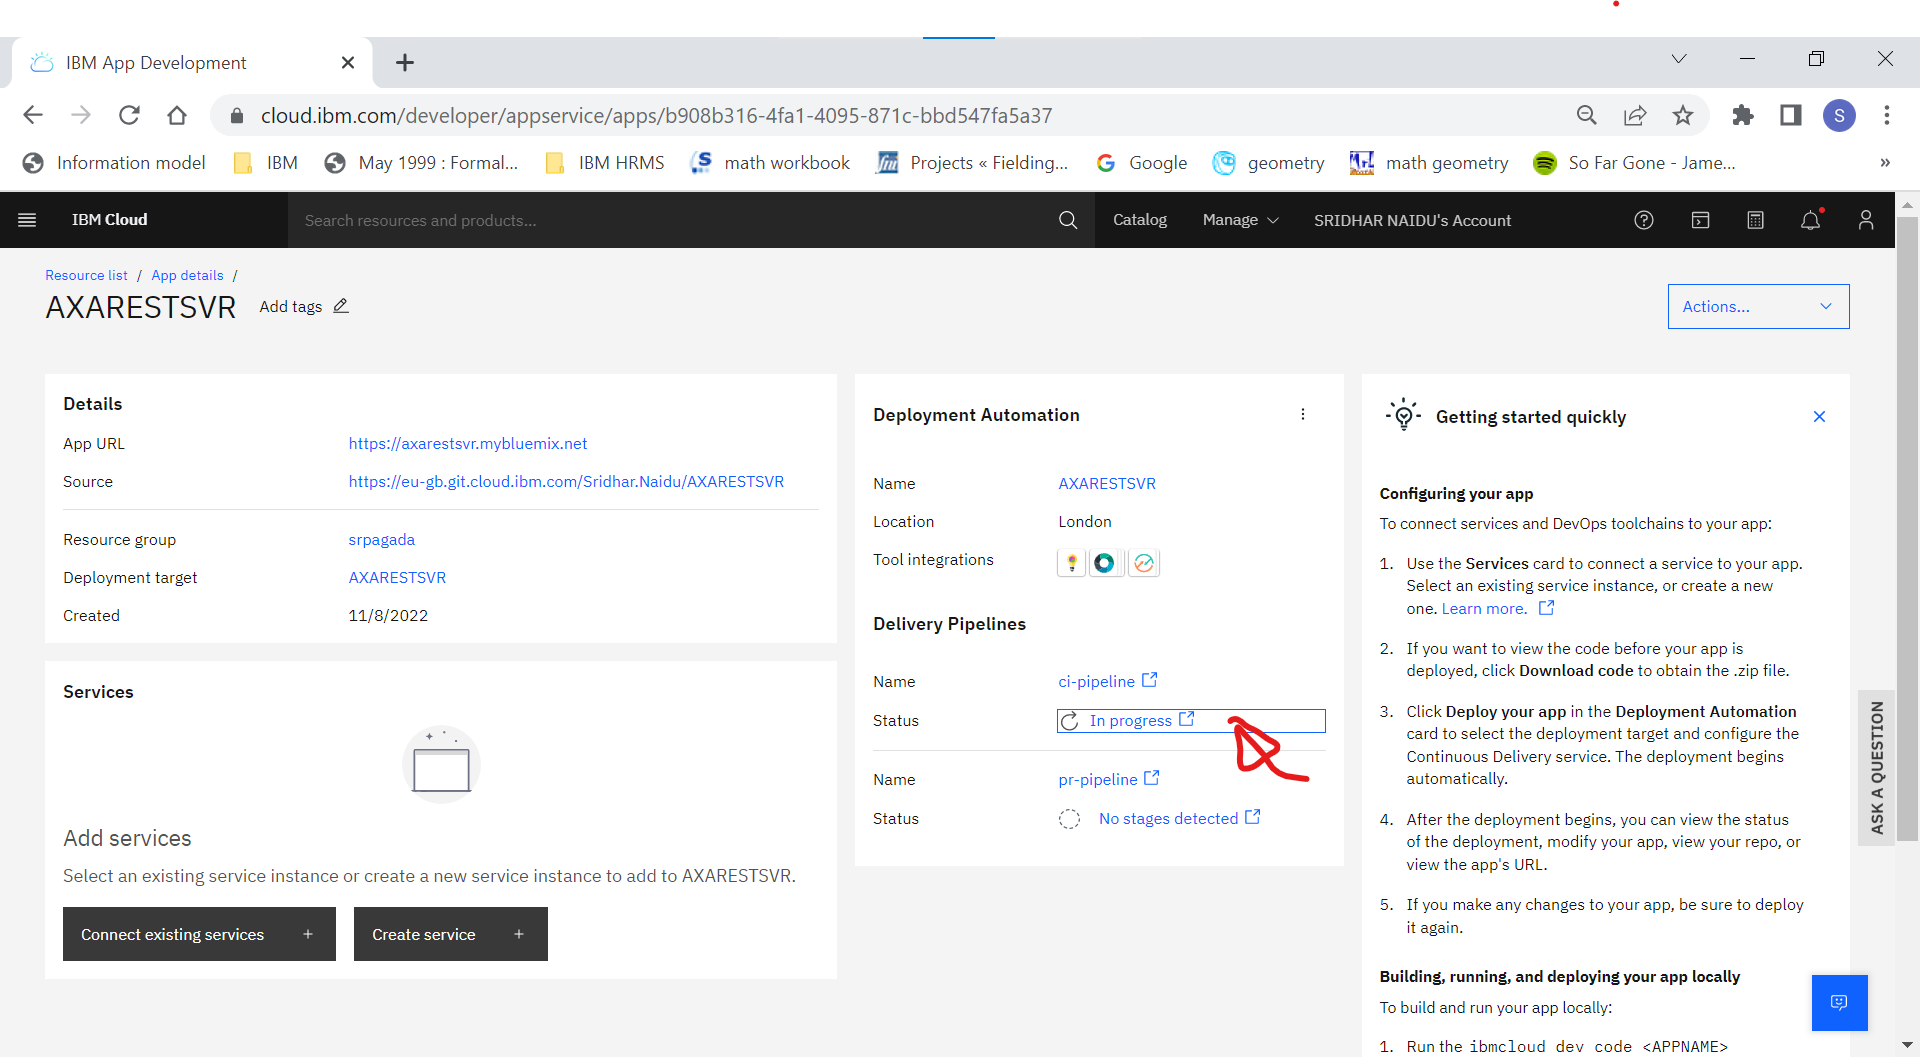 IBM App Development
cloud.ibm.com/developer/appservice/apps/b908b316-4fa1-4095-871c-bbd547fa5a37
S
Information model
IBM
May 1999 : Formal...
IBM HRMS
math workbook
Projects « Fielding...
Google
geometry
math geometry
So Far Gone - Jame...
»
IBM Cloud
Search resources and products...
Catalog
Manage
SRIDHAR NAIDU's Account
Resource list / App details /
AXARESTSVR
Add tags
Actions...
Details
App URL https://axarestsvr.mybluemix.net
Source https://eu-gb.git.cloud.ibm.com/Sridhar.Naidu/AXARESTSVR
Resource group srpagada
Deployment target AXARESTSVR
Created 11/8/2022
Services
Add services
Select an existing service instance or create a new service instance to add to AXARESTSVR.
Connect existing services +
Create service +
Deployment Automation
Name AXARESTSVR
Location London
Tool integrations
Delivery Pipelines
Name ci-pipeline
Status In progress
Name pr-pipeline
Status No stages detected
Getting started quickly
Configuring your app
To connect services and DevOps toolchains to your app:
1. Use the Services card to connect a service to your app.
Select an existing service instance, or create a new
one. Learn more.
2. If you want to view the code before your app is
deployed, click Download code to obtain the .zip file.
3. Click Deploy your app in the Deployment Automation
card to select the deployment target and configure the
Continuous Delivery service. The deployment begins
automatically.
4. After the deployment begins, you can view the status
of the deployment, modify your app, view your repo, or
view the app's URL.
5. If you make any changes to your app, be sure to deploy
it again.
Building, running, and deploying your app locally
To build and run your app locally:
1. Run the ibmcloud dev code <APPNAME>
ASK A QUESTION